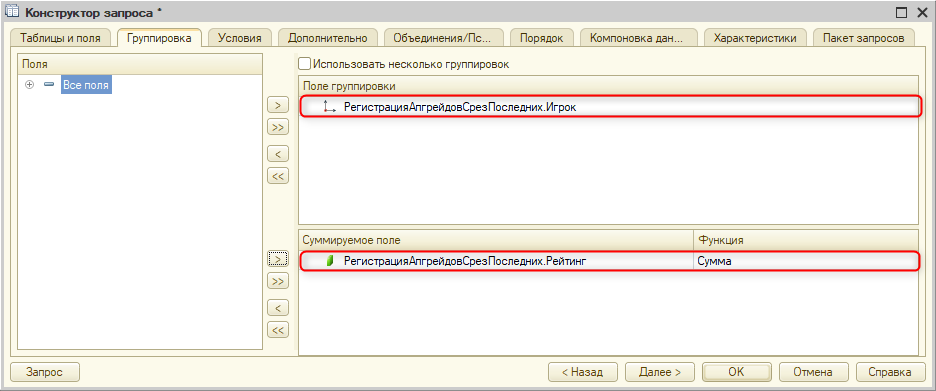 Конструктор запроса *
Таблицы и поля Группировка Условия Дополнительно Объединения/Пс... Порядок Компоновка дан... Характеристики Пакет запросов
Поля
Все поля
Использовать несколько группировок
Поле группировки
РегистрацияАпгрейдовСрезПоследних.Игрок
>
>>
<
<<
Суммируемое поле Функция
РегистрацияАпгрейдовСрезПоследних.Рейтинг Сумма
>
>>
<
<<
Запрос < Назад Далее > ОК Отмена Справка